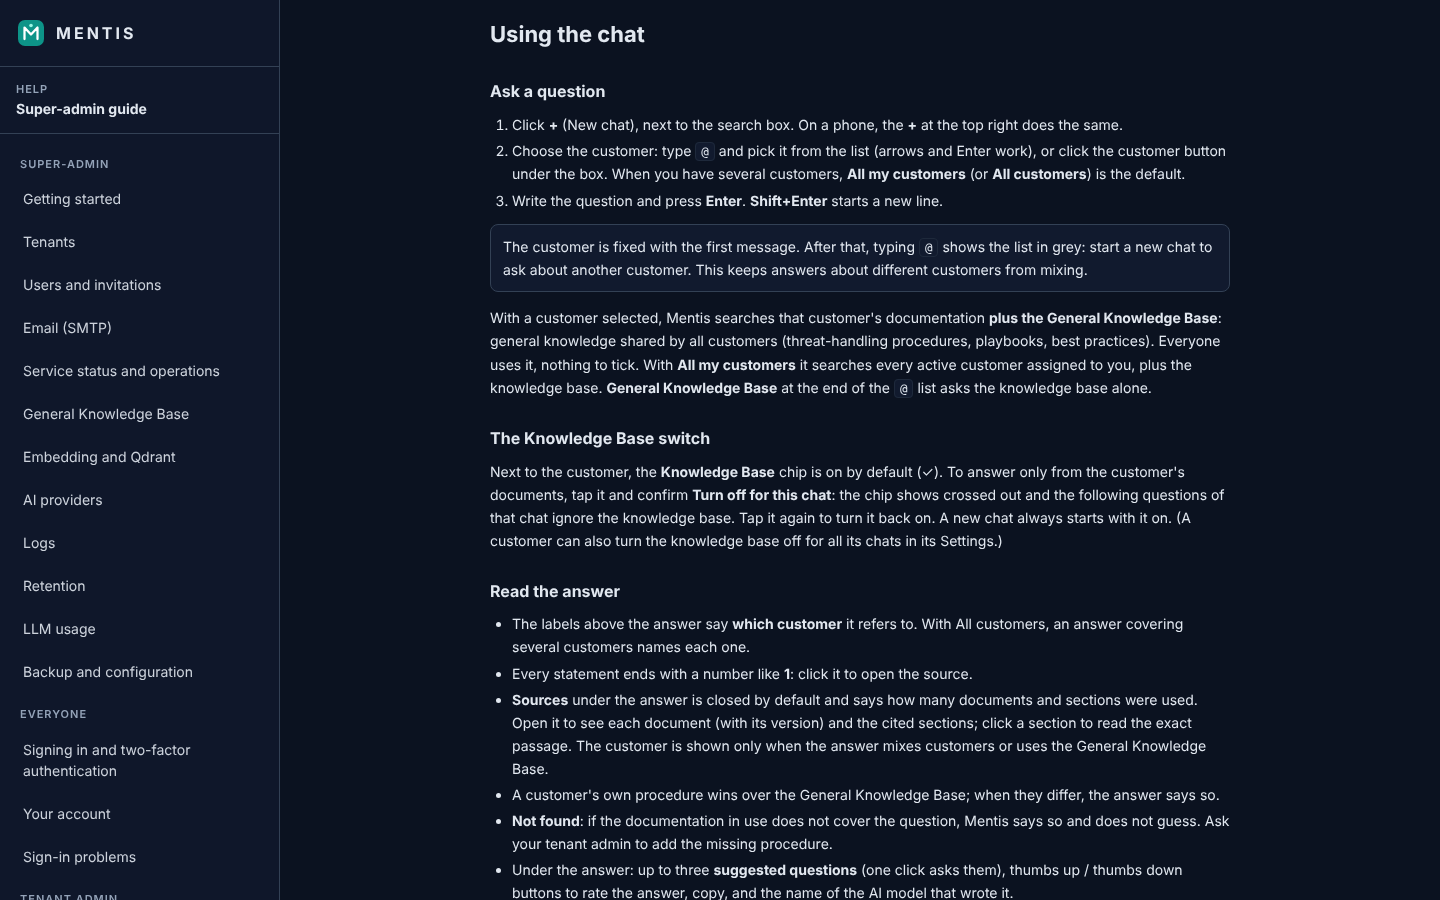 MENTIS
HELP
Super-admin guide
SUPER-ADMIN
Getting started
Tenants
Users and invitations
Email (SMTP)
Service status and operations
General Knowledge Base
Embedding and Qdrant
AI providers
Logs
Retention
LLM usage
Backup and configuration
EVERYONE
Signing in and two-factor
authentication
Your account
Sign-in problems
TENANT ADMIN
Using the chat
Ask a question
1. Click + (New chat), next to the search box. On a phone, the + at the top right does the same.
2. Choose the customer: type @ and pick it from the list (arrows and Enter work), or click the customer button
under the box. When you have several customers, All my customers (or All customers) is the default.
3. Write the question and press Enter. Shift+Enter starts a new line.
The customer is fixed with the first message. After that, typing @ shows the list in grey: start a new chat to
ask about another customer. This keeps answers about different customers from mixing.
With a customer selected, Mentis searches that customer's documentation plus the General Knowledge Base:
general knowledge shared by all customers (threat-handling procedures, playbooks, best practices). Everyone
uses it, nothing to tick. With All my customers it searches every active customer assigned to you, plus the
knowledge base. General Knowledge Base at the end of the @ list asks the knowledge base alone.
The Knowledge Base switch
Next to the customer, the Knowledge Base chip is on by default (✓). To answer only from the customer's
documents, tap it and confirm Turn off for this chat: the chip shows crossed out and the following questions of
that chat ignore the knowledge base. Tap it again to turn it back on. A new chat always starts with it on. (A
customer can also turn the knowledge base off for all its chats in its Settings.)
Read the answer
• The labels above the answer say which customer it refers to. With All customers, an answer covering
several customers names each one.
• Every statement ends with a number like 1: click it to open the source.
• Sources under the answer is closed by default and says how many documents and sections were used.
Open it to see each document (with its version) and the cited sections; click a section to read the exact
passage. The customer is shown only when the answer mixes customers or uses the General Knowledge
Base.
• A customer's own procedure wins over the General Knowledge Base; when they differ, the answer says so.
• Not found: if the documentation in use does not cover the question, Mentis says so and does not guess. Ask
your tenant admin to add the missing procedure.
• Under the answer: up to three suggested questions (one click asks them), thumbs up / thumbs down
buttons to rate the answer, copy, and the name of the AI model that wrote it.